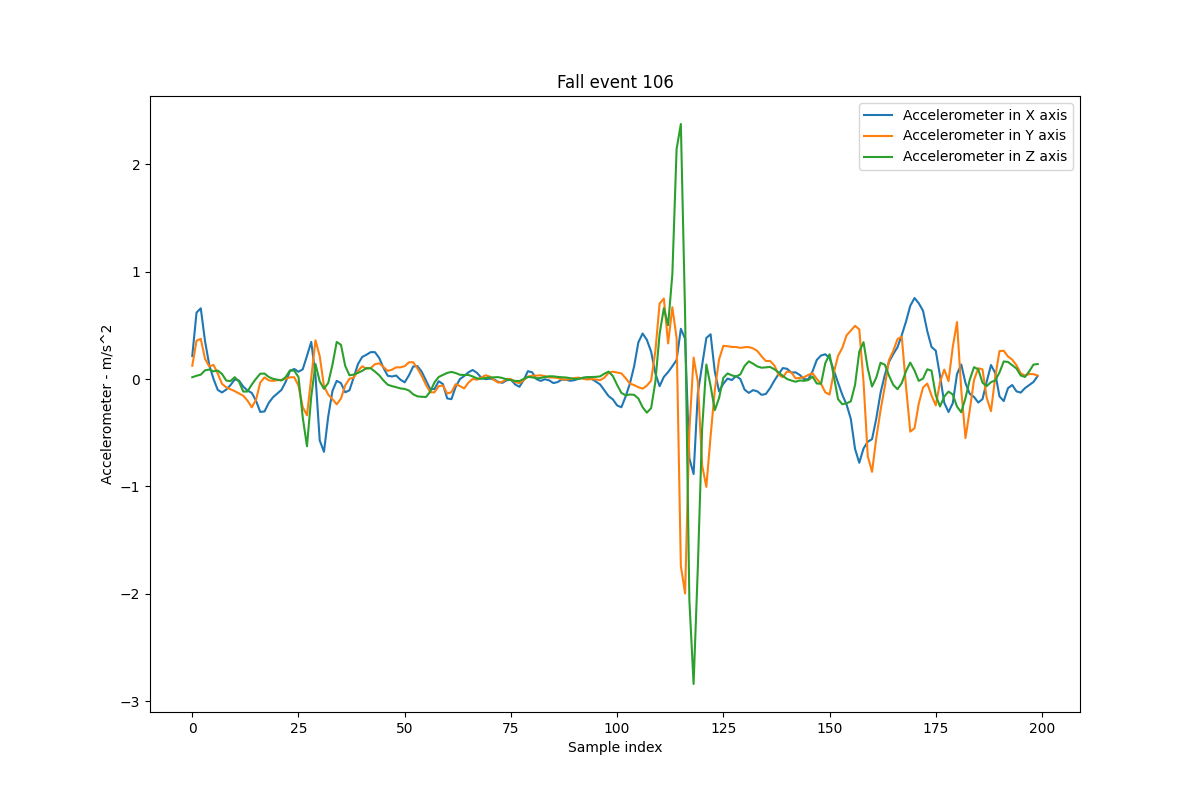 Fall event 106
Accelerometer in X axis
Accelerometer in Y axis
Accelerometer in Z axis
Accelerometer - m/s^2
2
1
0
−1
−2
−3
0 25 50 75 100 125 150 175 200
Sample index